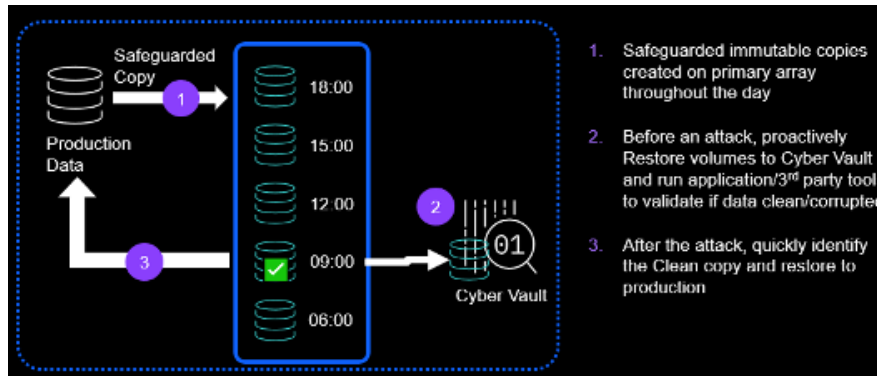 Safeguarded
Copy
1
Production
Data
3
18:00
15:00
12:00
09:00
06:00
2
01
Cyber Vault
1. Safeguarded immutable copies
created on primary array
throughout the day
2. Before an attack, proactively
Restore volumes to Cyber Vault
and run application/3rd party tool
to validate if data clean/corrupted
3. After the attack, quickly identify
the Clean copy and restore to
production